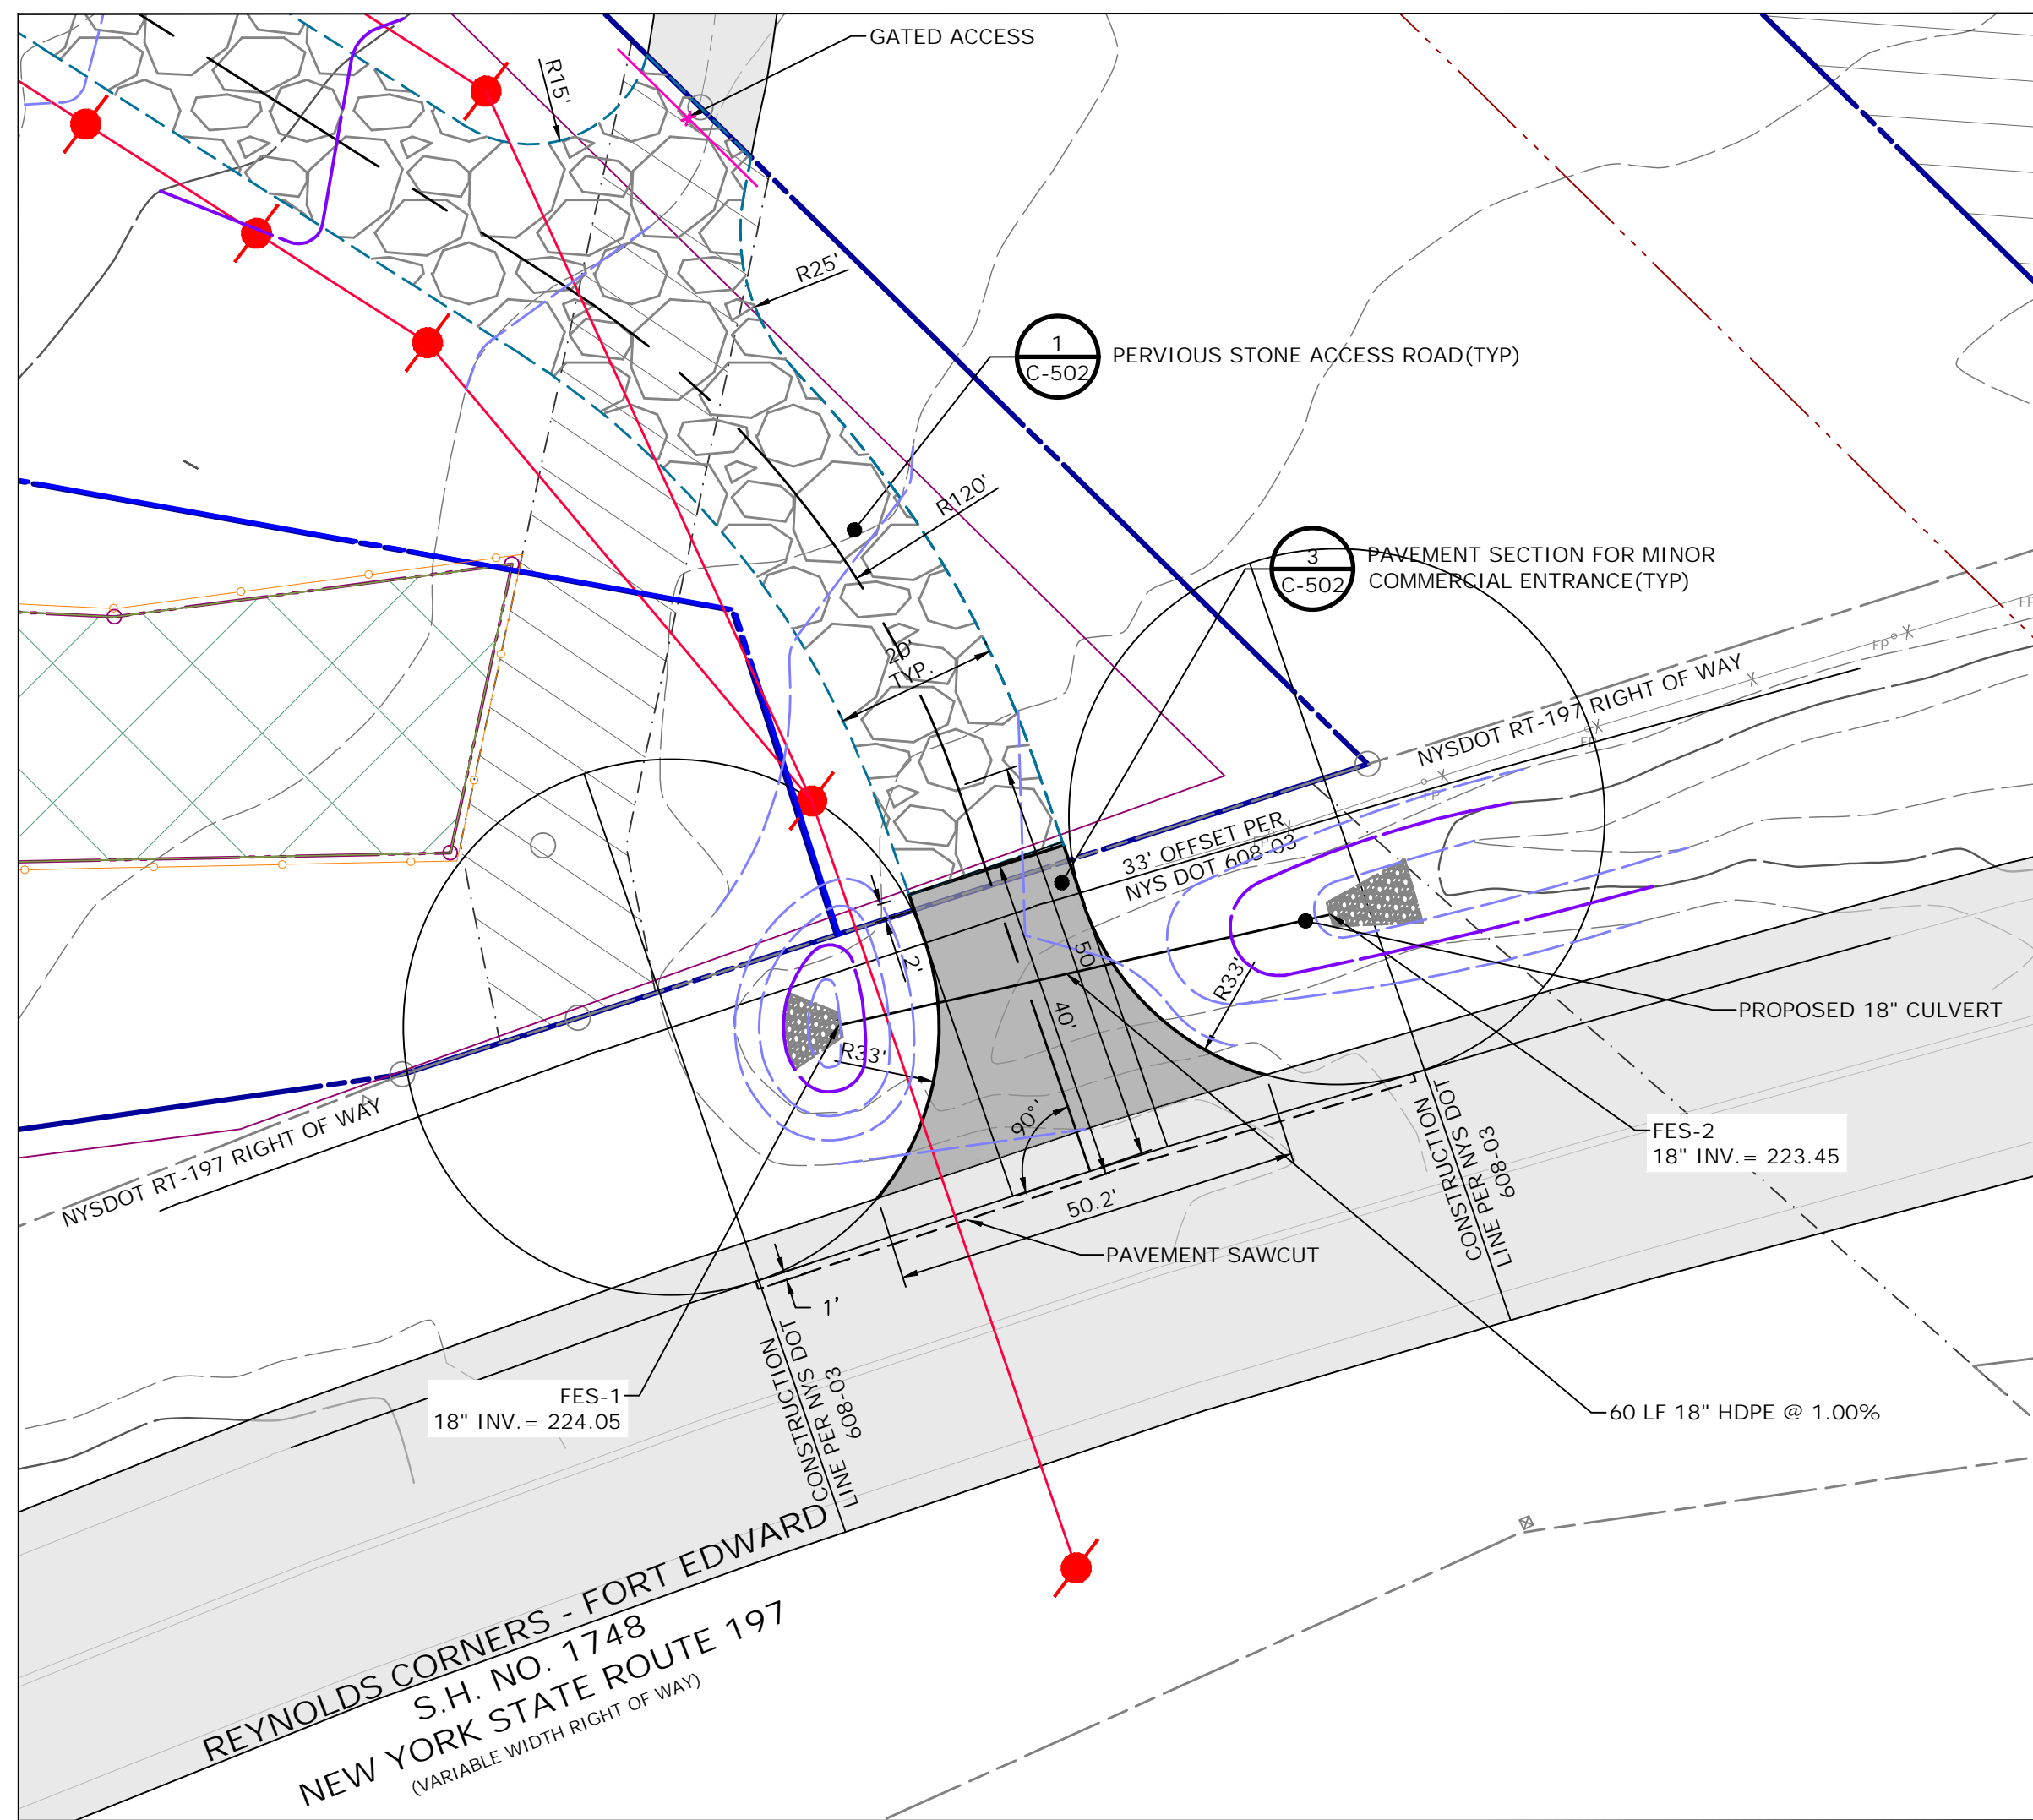 GATED ACCESS
R15'
R25'
1
C-502
PERVIOUS STONE ACCESS ROAD(TYP)
R120'
3
C-502
PAVEMENT SECTION FOR MINOR
COMMERCIAL ENTRANCE(TYP)
20'
TYP.
FP
FP
FP
FP
FP
NYSDOT RT-197 RIGHT OF WAY
33' OFFSET PER
NYS DOT 608-03
2'
50'
40'
R33'
R33'
90°'
PROPOSED 18" CULVERT
FES-2
18" INV.= 223.45
NYSDOT RT-197 RIGHT OF WAY
50.2'
PAVEMENT SAWCUT
1'
CONSTRUCTION
LINE PER NYS DOT
608-03
CONSTRUCTION
LINE PER NYS DOT
608-03
FES-1
18" INV.= 224.05
60 LF 18" HDPE @ 1.00%
REYNOLDS CORNERS - FORT EDWARD
S.H. NO. 1748
NEW YORK STATE ROUTE 197
(VARIABLE WIDTH RIGHT OF WAY)